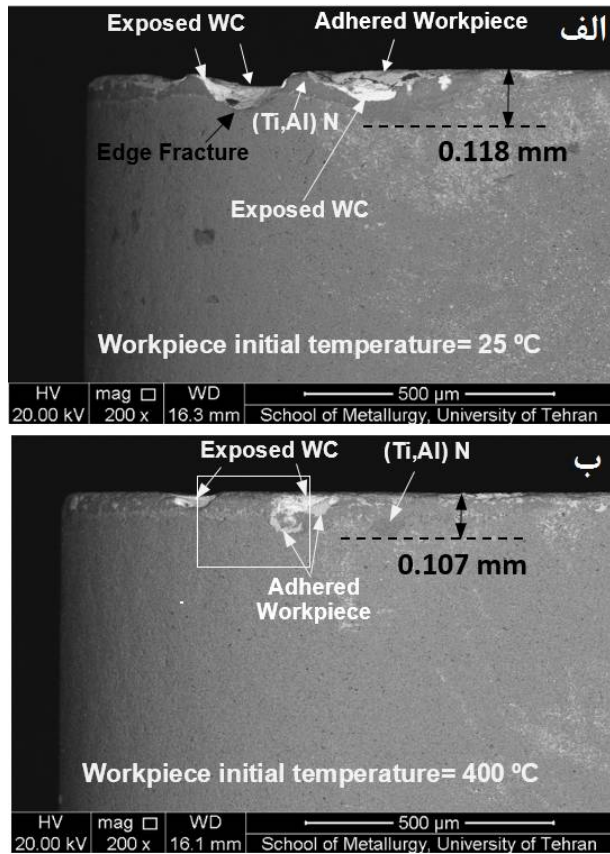 الف
Exposed WC
Adhered Workpiece
(Ti,Al) N
Edge Fracture
0.118 mm
Exposed WC
Workpiece initial temperature= 25 ºC
HV mag □ WD 500 µm
20.00 kV 200 x 16.3 mm School of Metallurgy, University of Tehran
ب
Exposed WC
(Ti,Al) N
0.107 mm
Adhered
Workpiece
Workpiece initial temperature= 400 ºC
HV mag □ WD 500 µm
20.00 kV 200 x 16.1 mm School of Metallurgy, University of Tehran